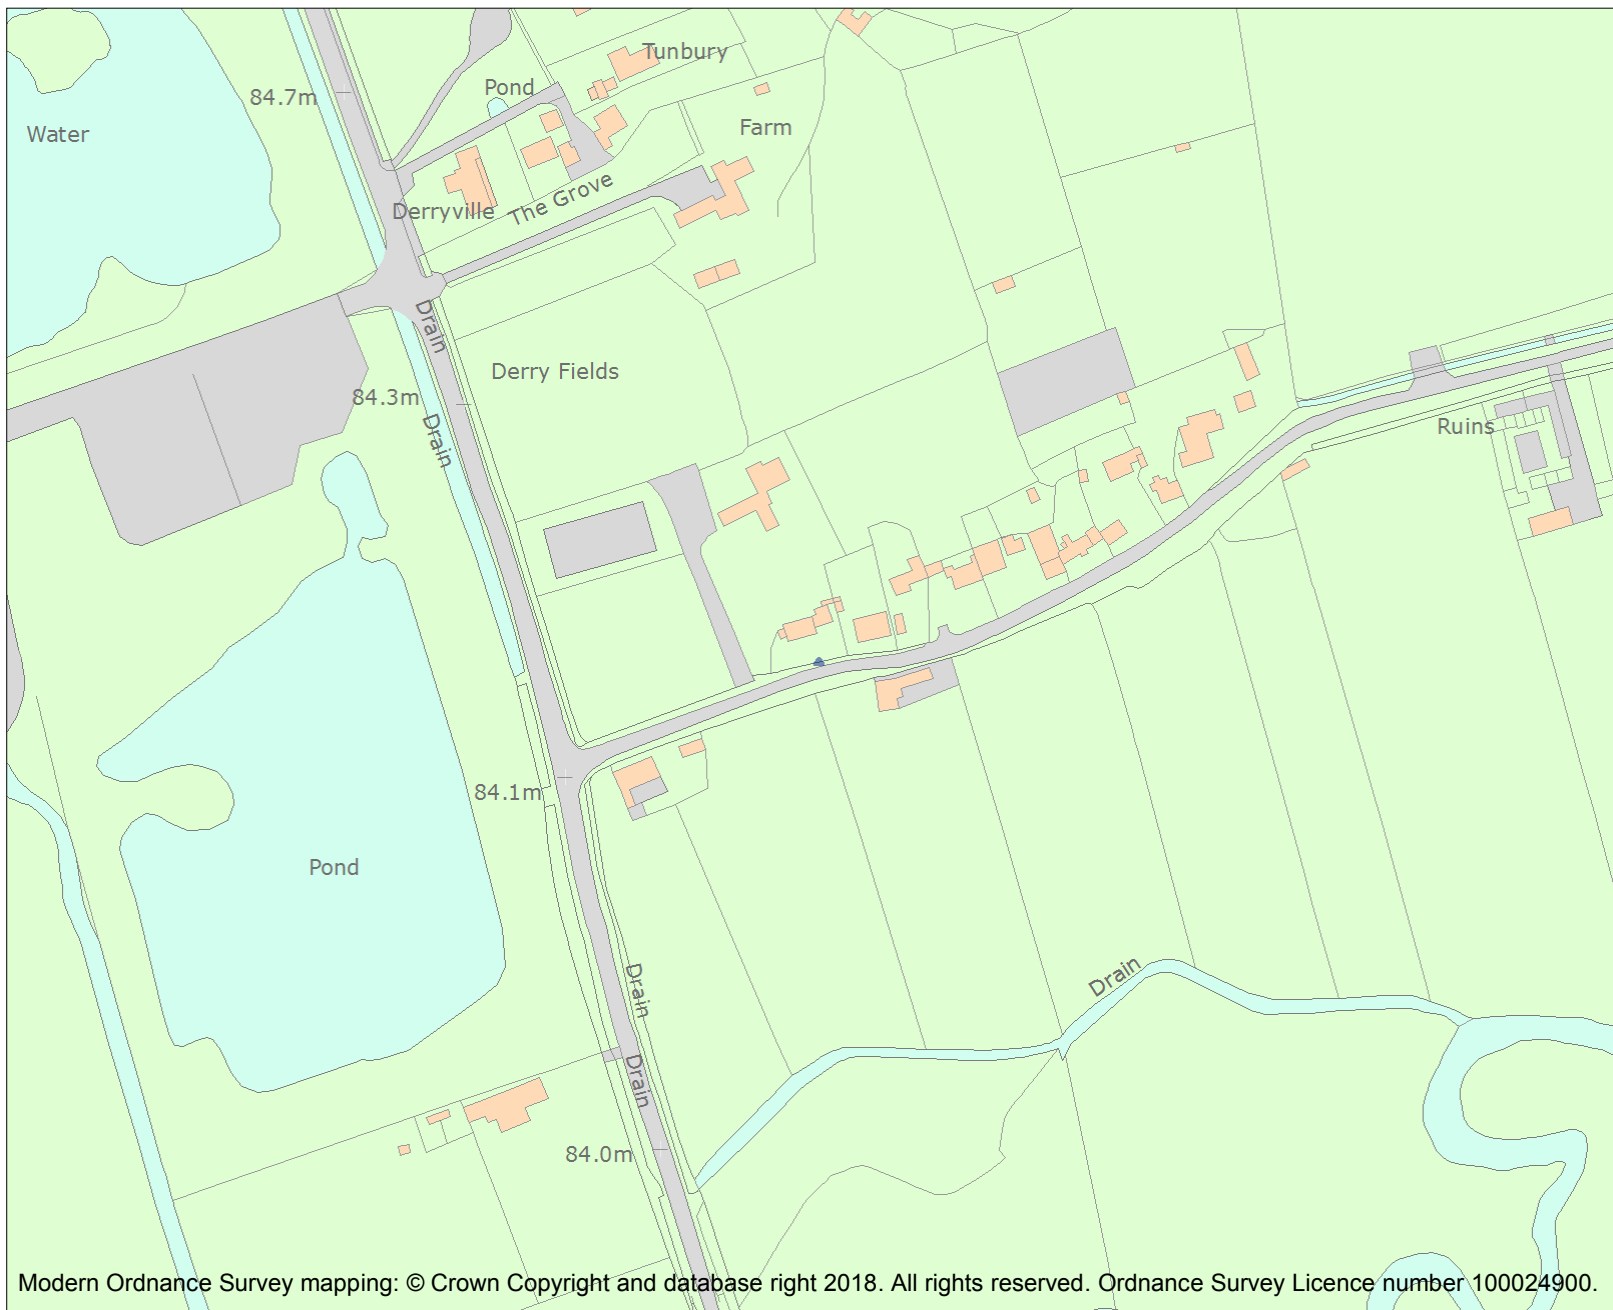 Tunbury
Pond
84.7m
Water
Farm
The Grove
Derryville
Drain
Derry Fields
84.3m
Drain
Ruins
84.1m
Pond
Drain
Drain
Drain
84.0m
Modern Ordnance Survey mapping: © Crown Copyright and database right 2018. All rights reserved. Ordnance Survey Licence number 100024900.